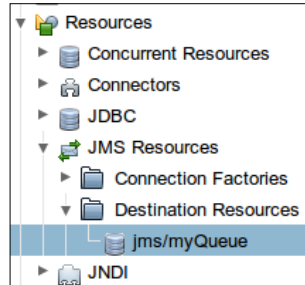 Resources
Concurrent Resources
Connectors
JDBC
JMS Resources
Connection Factories
Destination Resources
jms/myQueue
JNDI